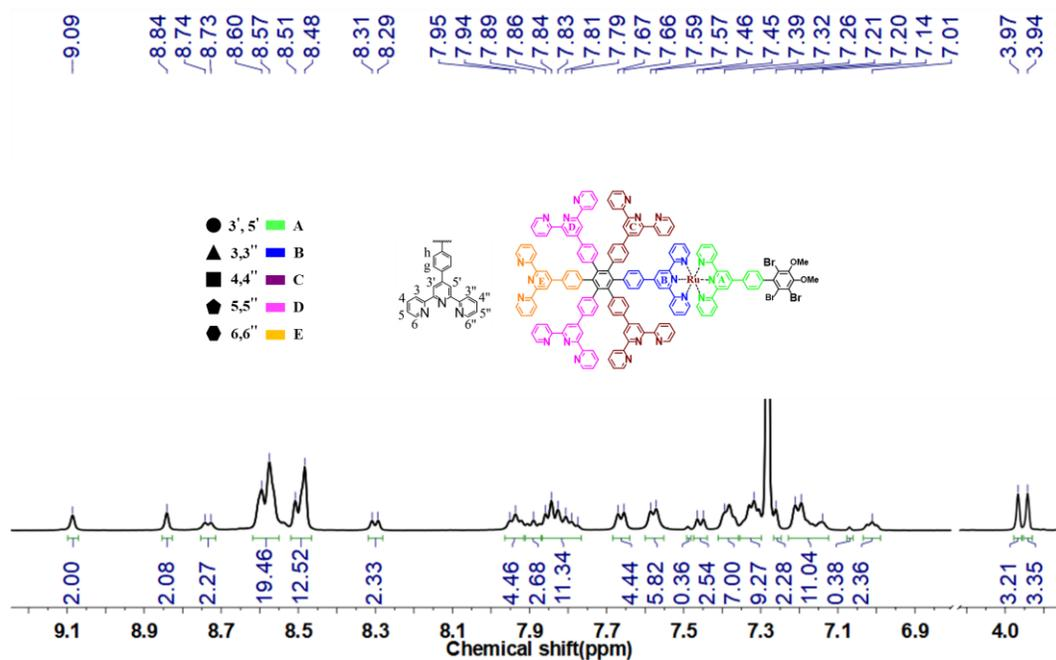 9.09 8.84 8.74 8.73 8.60 8.57 8.51 8.48 8.31 8.29 7.95 7.94 7.89 7.86 7.84 7.83 7.81 7.79 7.67 7.66 7.59 7.57 7.46 7.45 7.39 7.32 7.26 7.21 7.20 7.14 7.01 3.97 3.94
3', 5' A
3,3'' B
4,4'' C
5,5'' D
6,6'' E
h
g
3' 5'
3 3''
4 4''
5 N N N 5''
6 6''
N N
N D N C N
N N
N N N
Br OMe
E N B N Ru N A OMe
N N N Br Br
N N N N
N N
2.00 2.08 2.27 19.46 12.52 2.33 4.46 2.68 11.34 4.44 5.82 0.36 2.54 7.00 9.27 2.28 11.04 0.38 2.36 3.21 3.35
9.1 8.9 8.7 8.5 8.3 8.1 7.9 7.7 7.5 7.3 7.1 6.9 4.0
Chemical shift(ppm)